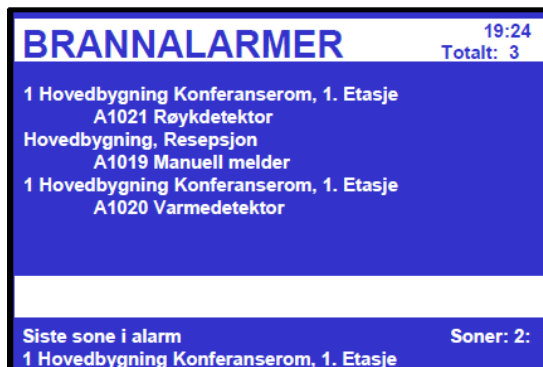 BRANNALARMER
19:24
Totalt: 3
1 Hovedbygning Konferanserom, 1. Etasje
A1021 Røykdetektor
Hovedbygning, Resepsjon
A1019 Manuell melder
1 Hovedbygning Konferanserom, 1. Etasje
A1020 Varmedetektor
Siste sone i alarm
Soner: 2:
1 Hovedbygning Konferanserom, 1. Etasje